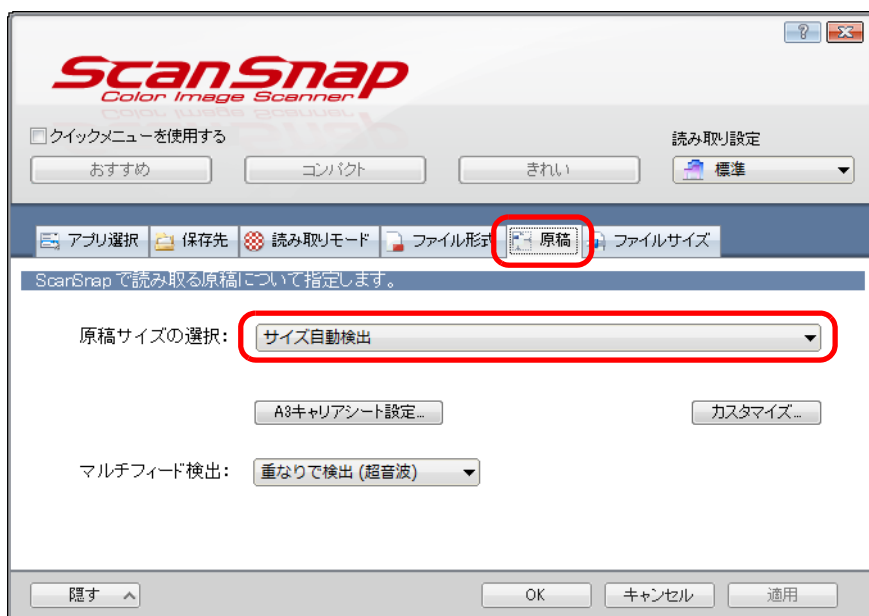 ScanSnap
Color Image Scanner
クイックメニューを使用する
読み取り設定
おすすめ コンパクト きれい 標準
アプリ選択 保存先 読み取りモード ファイル形式 原稿 ファイルサイズ
ScanSnap で読み取る原稿について指定します。
原稿サイズの選択: サイズ自動検出
A3キャリアシート設定... カスタマイズ...
マルチフィード検出: 重なりで検出 (超音波)
隠す OK キャンセル 適用